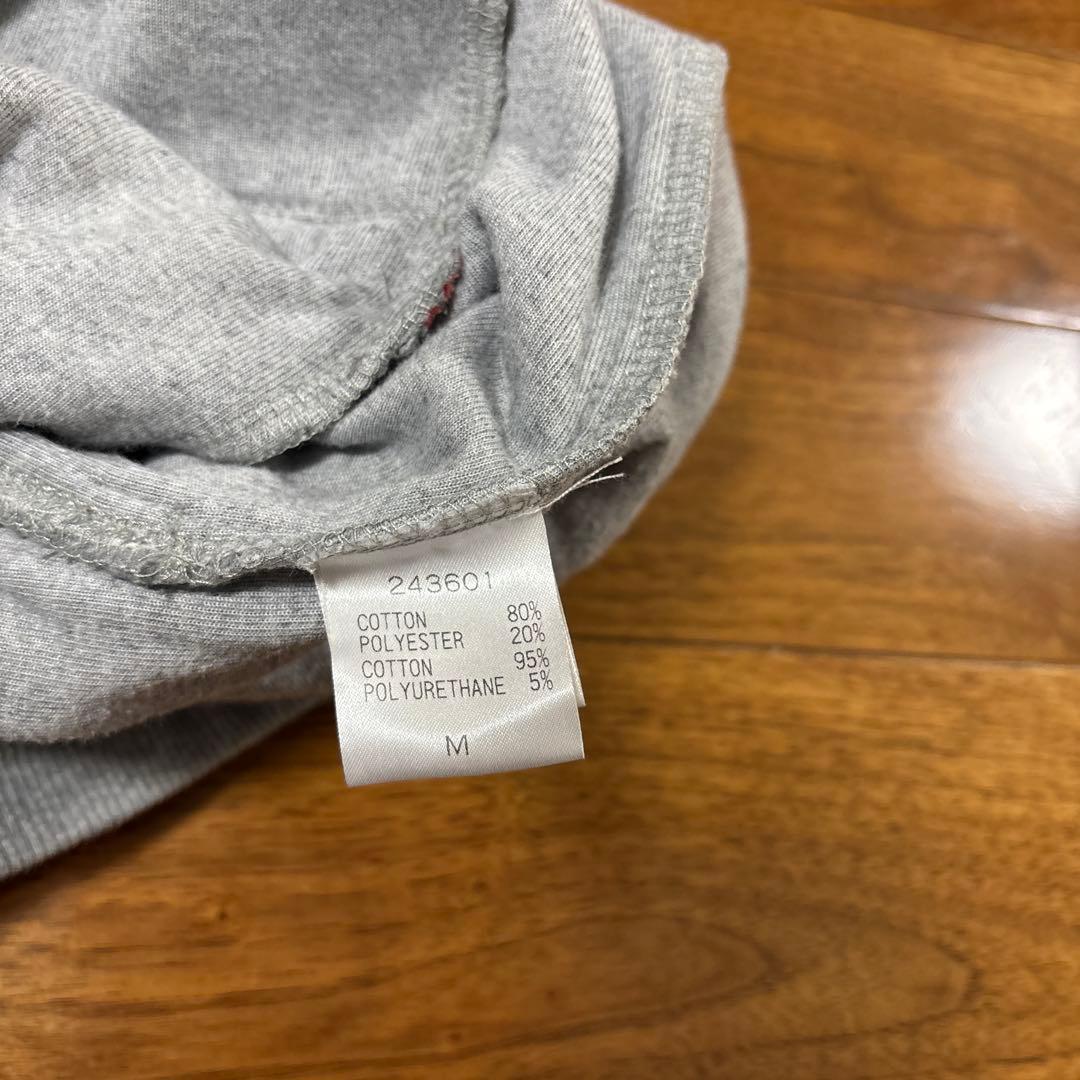 243601
COTTON 80%
POLYESTER 20%
COTTON 95%
POLYURETHANE 5%
M